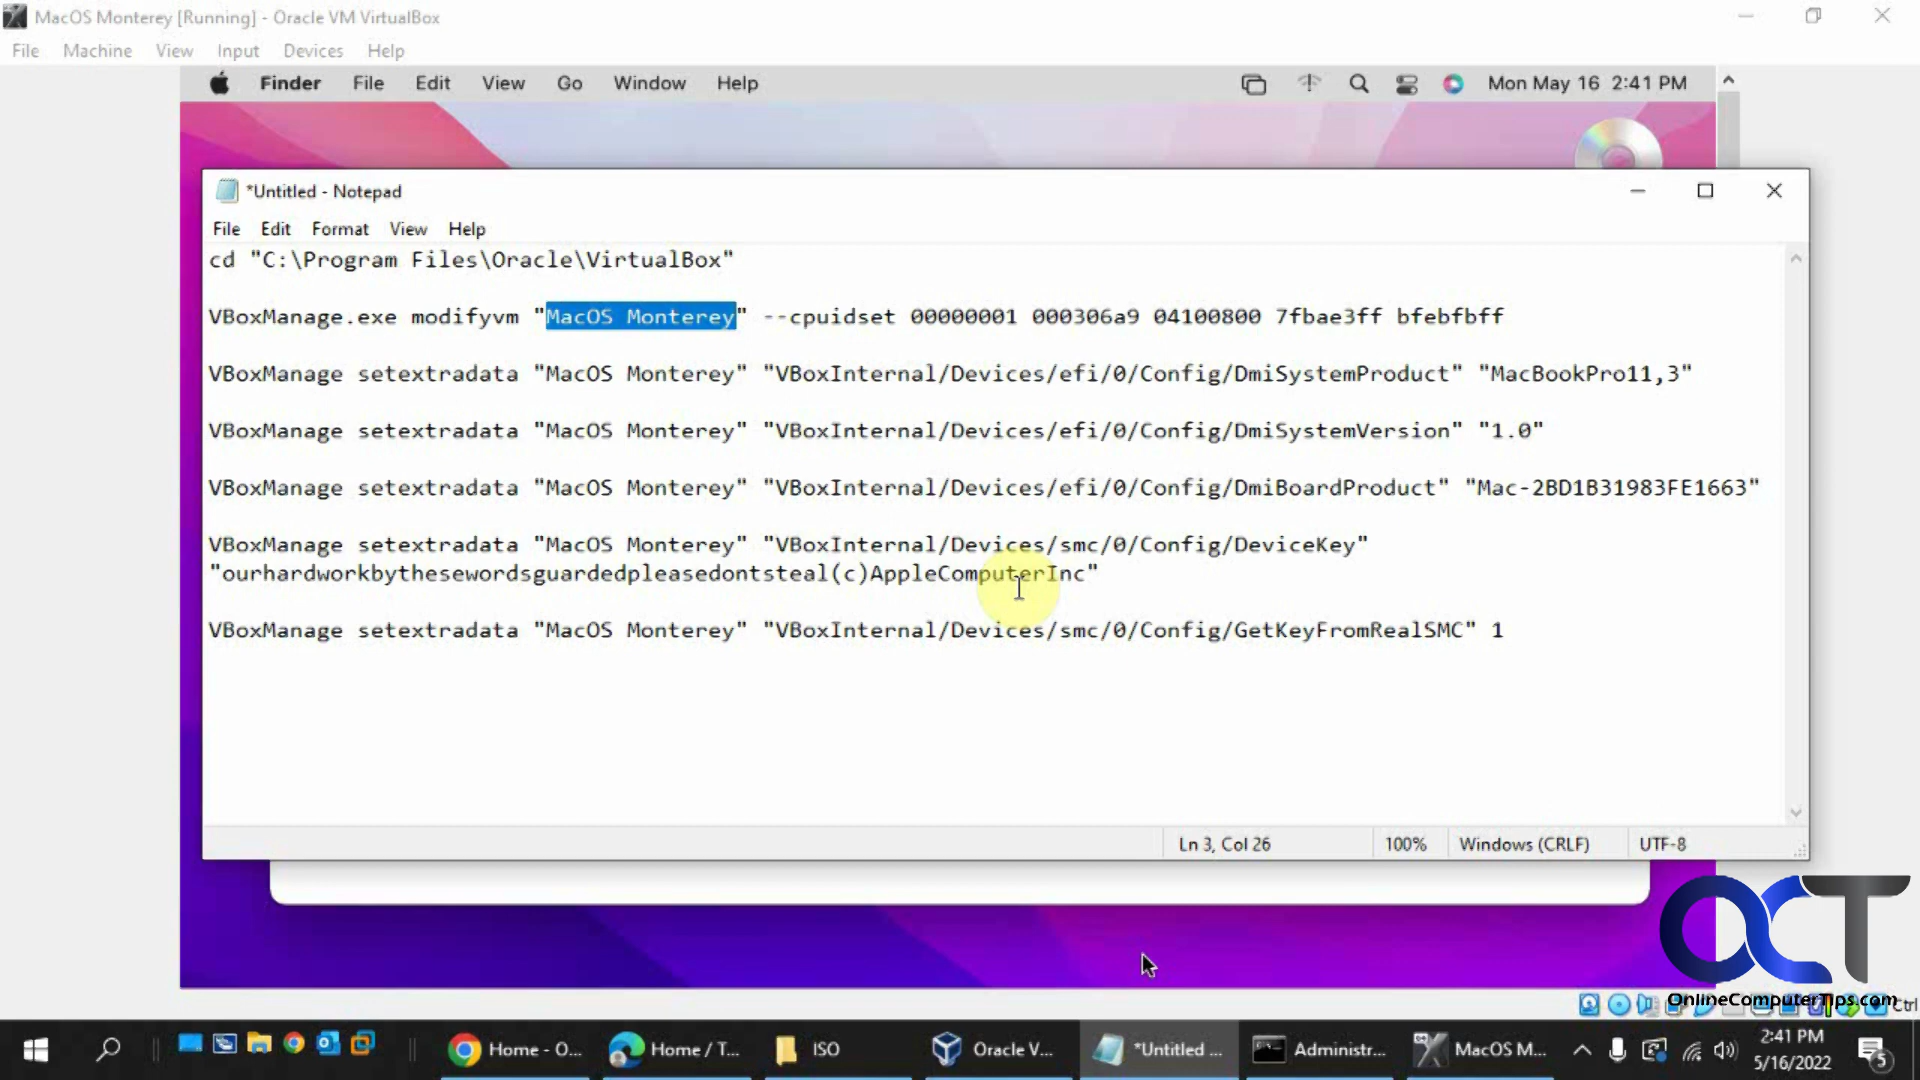 MacOS Monterey [Running] - Oracle VM VirtualBox
File Machine View Input Devices Help
Finder File Edit View Go Window Help Mon May 16 2:41 PM
*Untitled - Notepad
File Edit Format View Help
cd "C:\Program Files\Oracle\VirtualBox"
VBoxManage.exe modifyvm "MacOS Monterey" --cpuidset 00000001 000306a9 04100800 7fbae3ff bfebfbff
VBoxManage setextradata "MacOS Monterey" "VBoxInternal/Devices/efi/0/Config/DmiSystemProduct" "MacBookPro11,3"
VBoxManage setextradata "MacOS Monterey" "VBoxInternal/Devices/efi/0/Config/DmiSystemVersion" "1.0"
VBoxManage setextradata "MacOS Monterey" "VBoxInternal/Devices/efi/0/Config/DmiBoardProduct" "Mac-2BD1B31983FE1663"
VBoxManage setextradata "MacOS Monterey" "VBoxInternal/Devices/smc/0/Config/DeviceKey"
"ourhardworkbythesewordsguardedpleasedontsteal(c)AppleComputerInc"
VBoxManage setextradata "MacOS Monterey" "VBoxInternal/Devices/smc/0/Config/GetKeyFromRealSMC" 1
Ln 3, Col 26 100% Windows (CRLF) UTF-8
OCT
OnlineComputerTips.com Ctrl
Home - O... Home / T... ISO Oracle V... *Untitled ... Administr... MacOS M... 2:41 PM
5/16/2022 5